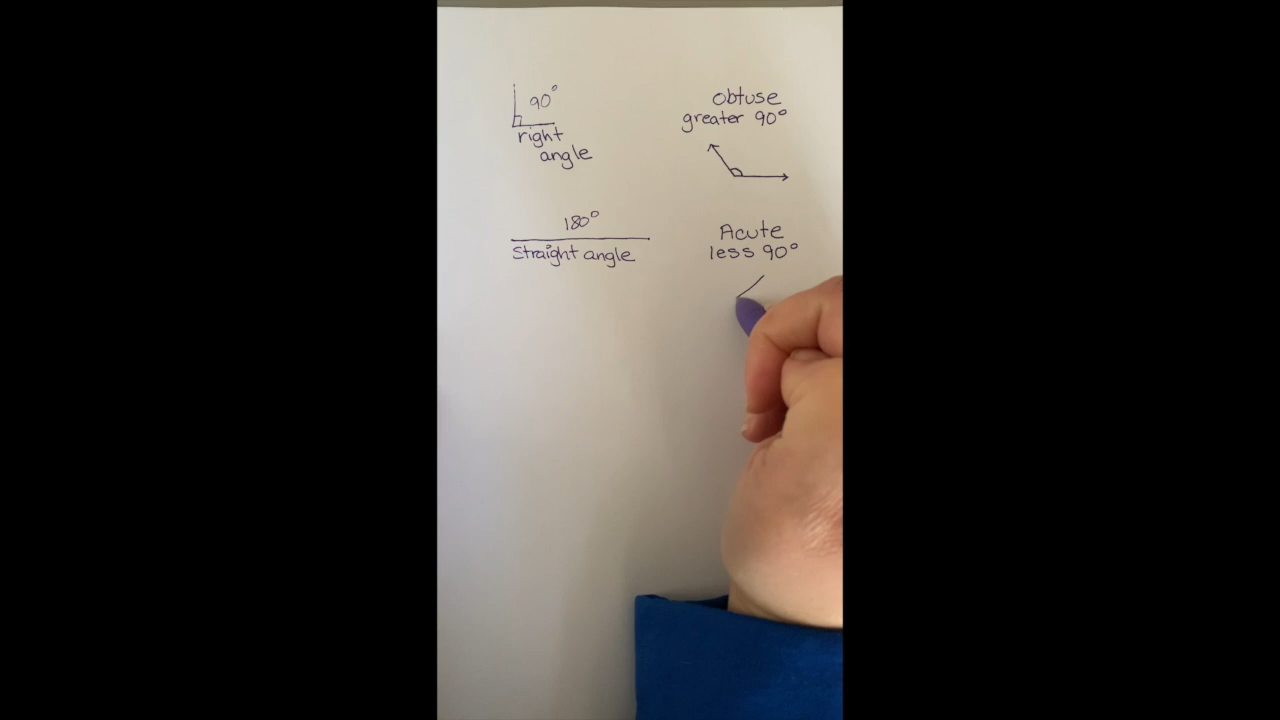 90°
right
angle
180°
straight angle
Obtuse
greater 90°
Acute
less 90°